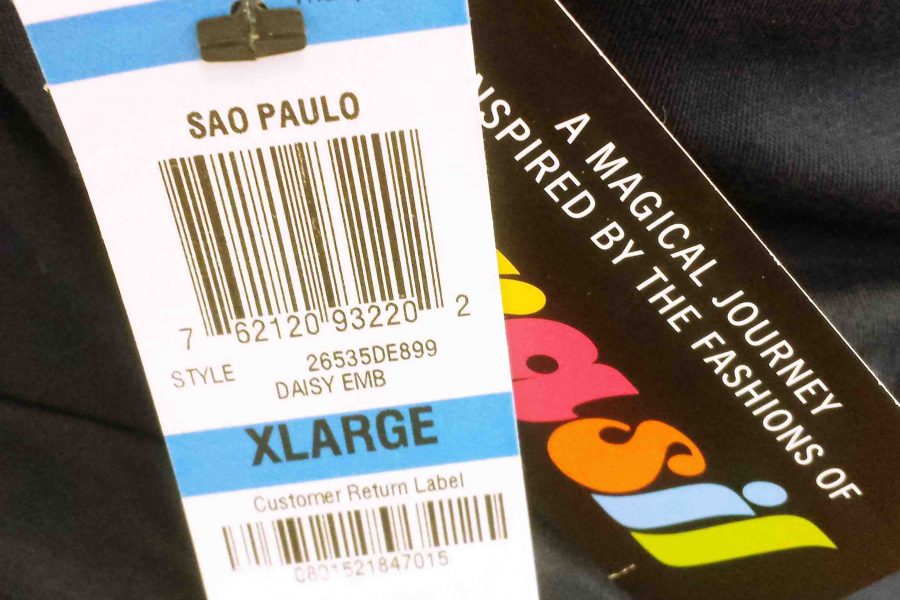 SAO PAULO
7 62120 93220 2
STYLE 26535DE899
DAISY EMB
XLARGE
Customer Return Label
A MAGICAL JOURNEY
INSPIRED BY THE FASHIONS OF
asil